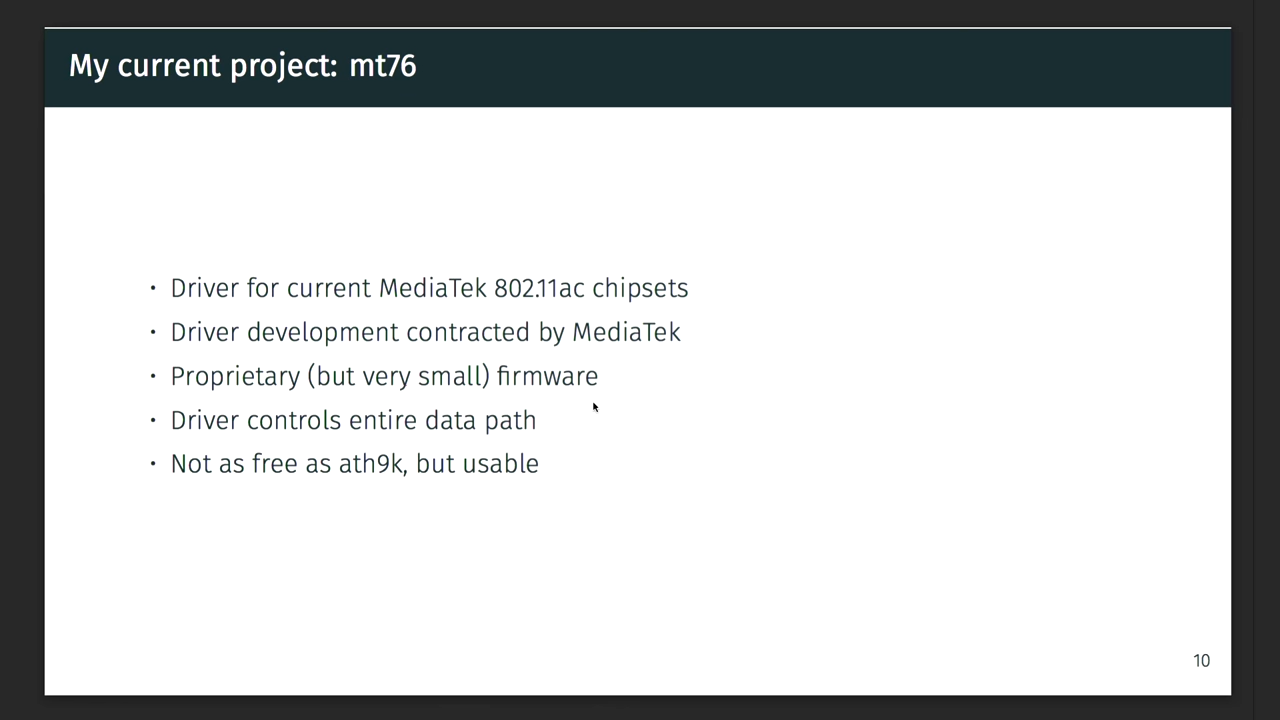 My current project: mt76
• Driver for current MediaTek 802.11ac chipsets
• Driver development contracted by MediaTek
• Proprietary (but very small) firmware
• Driver controls entire data path
• Not as free as ath9k, but usable
10